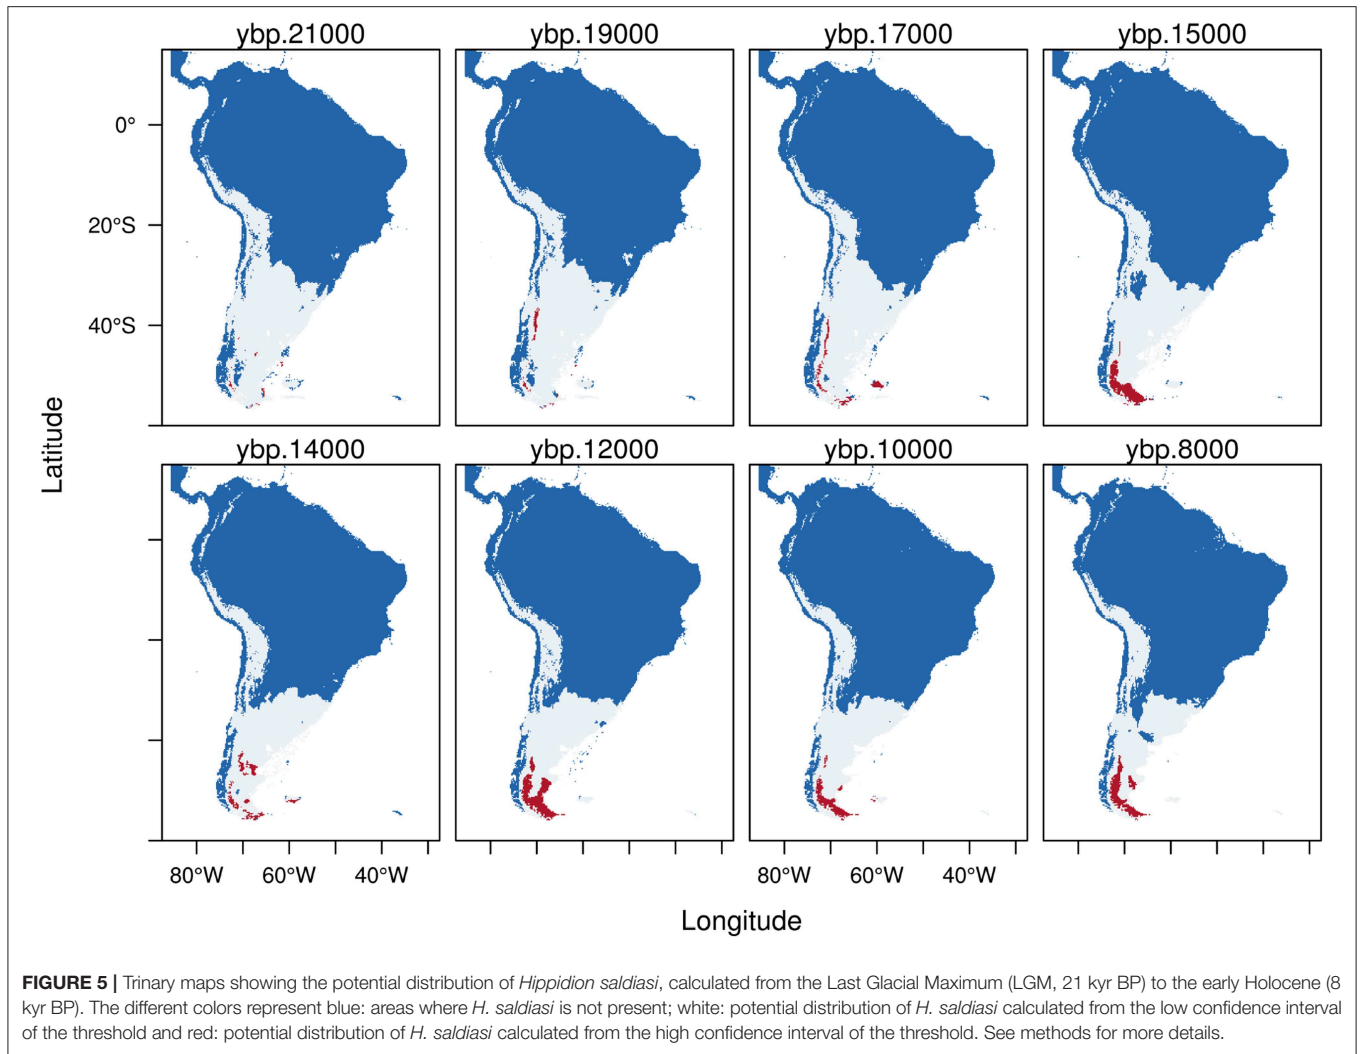 ybp.21000 ybp.19000 ybp.17000 ybp.15000
0°
20°S
40°S
Latitude
ybp.14000 ybp.12000 ybp.10000 ybp.8000
80°W 60°W 40°W 80°W 60°W 40°W
Longitude
FIGURE 5 | Trinary maps showing the potential distribution of Hippidion saldiasi, calculated from the Last Glacial Maximum (LGM, 21 kyr BP) to the early Holocene (8
kyr BP). The different colors represent blue: areas where H. saldiasi is not present; white: potential distribution of H. saldiasi calculated from the low confidence interval
of the threshold and red: potential distribution of H. saldiasi calculated from the high confidence interval of the threshold. See methods for more details.